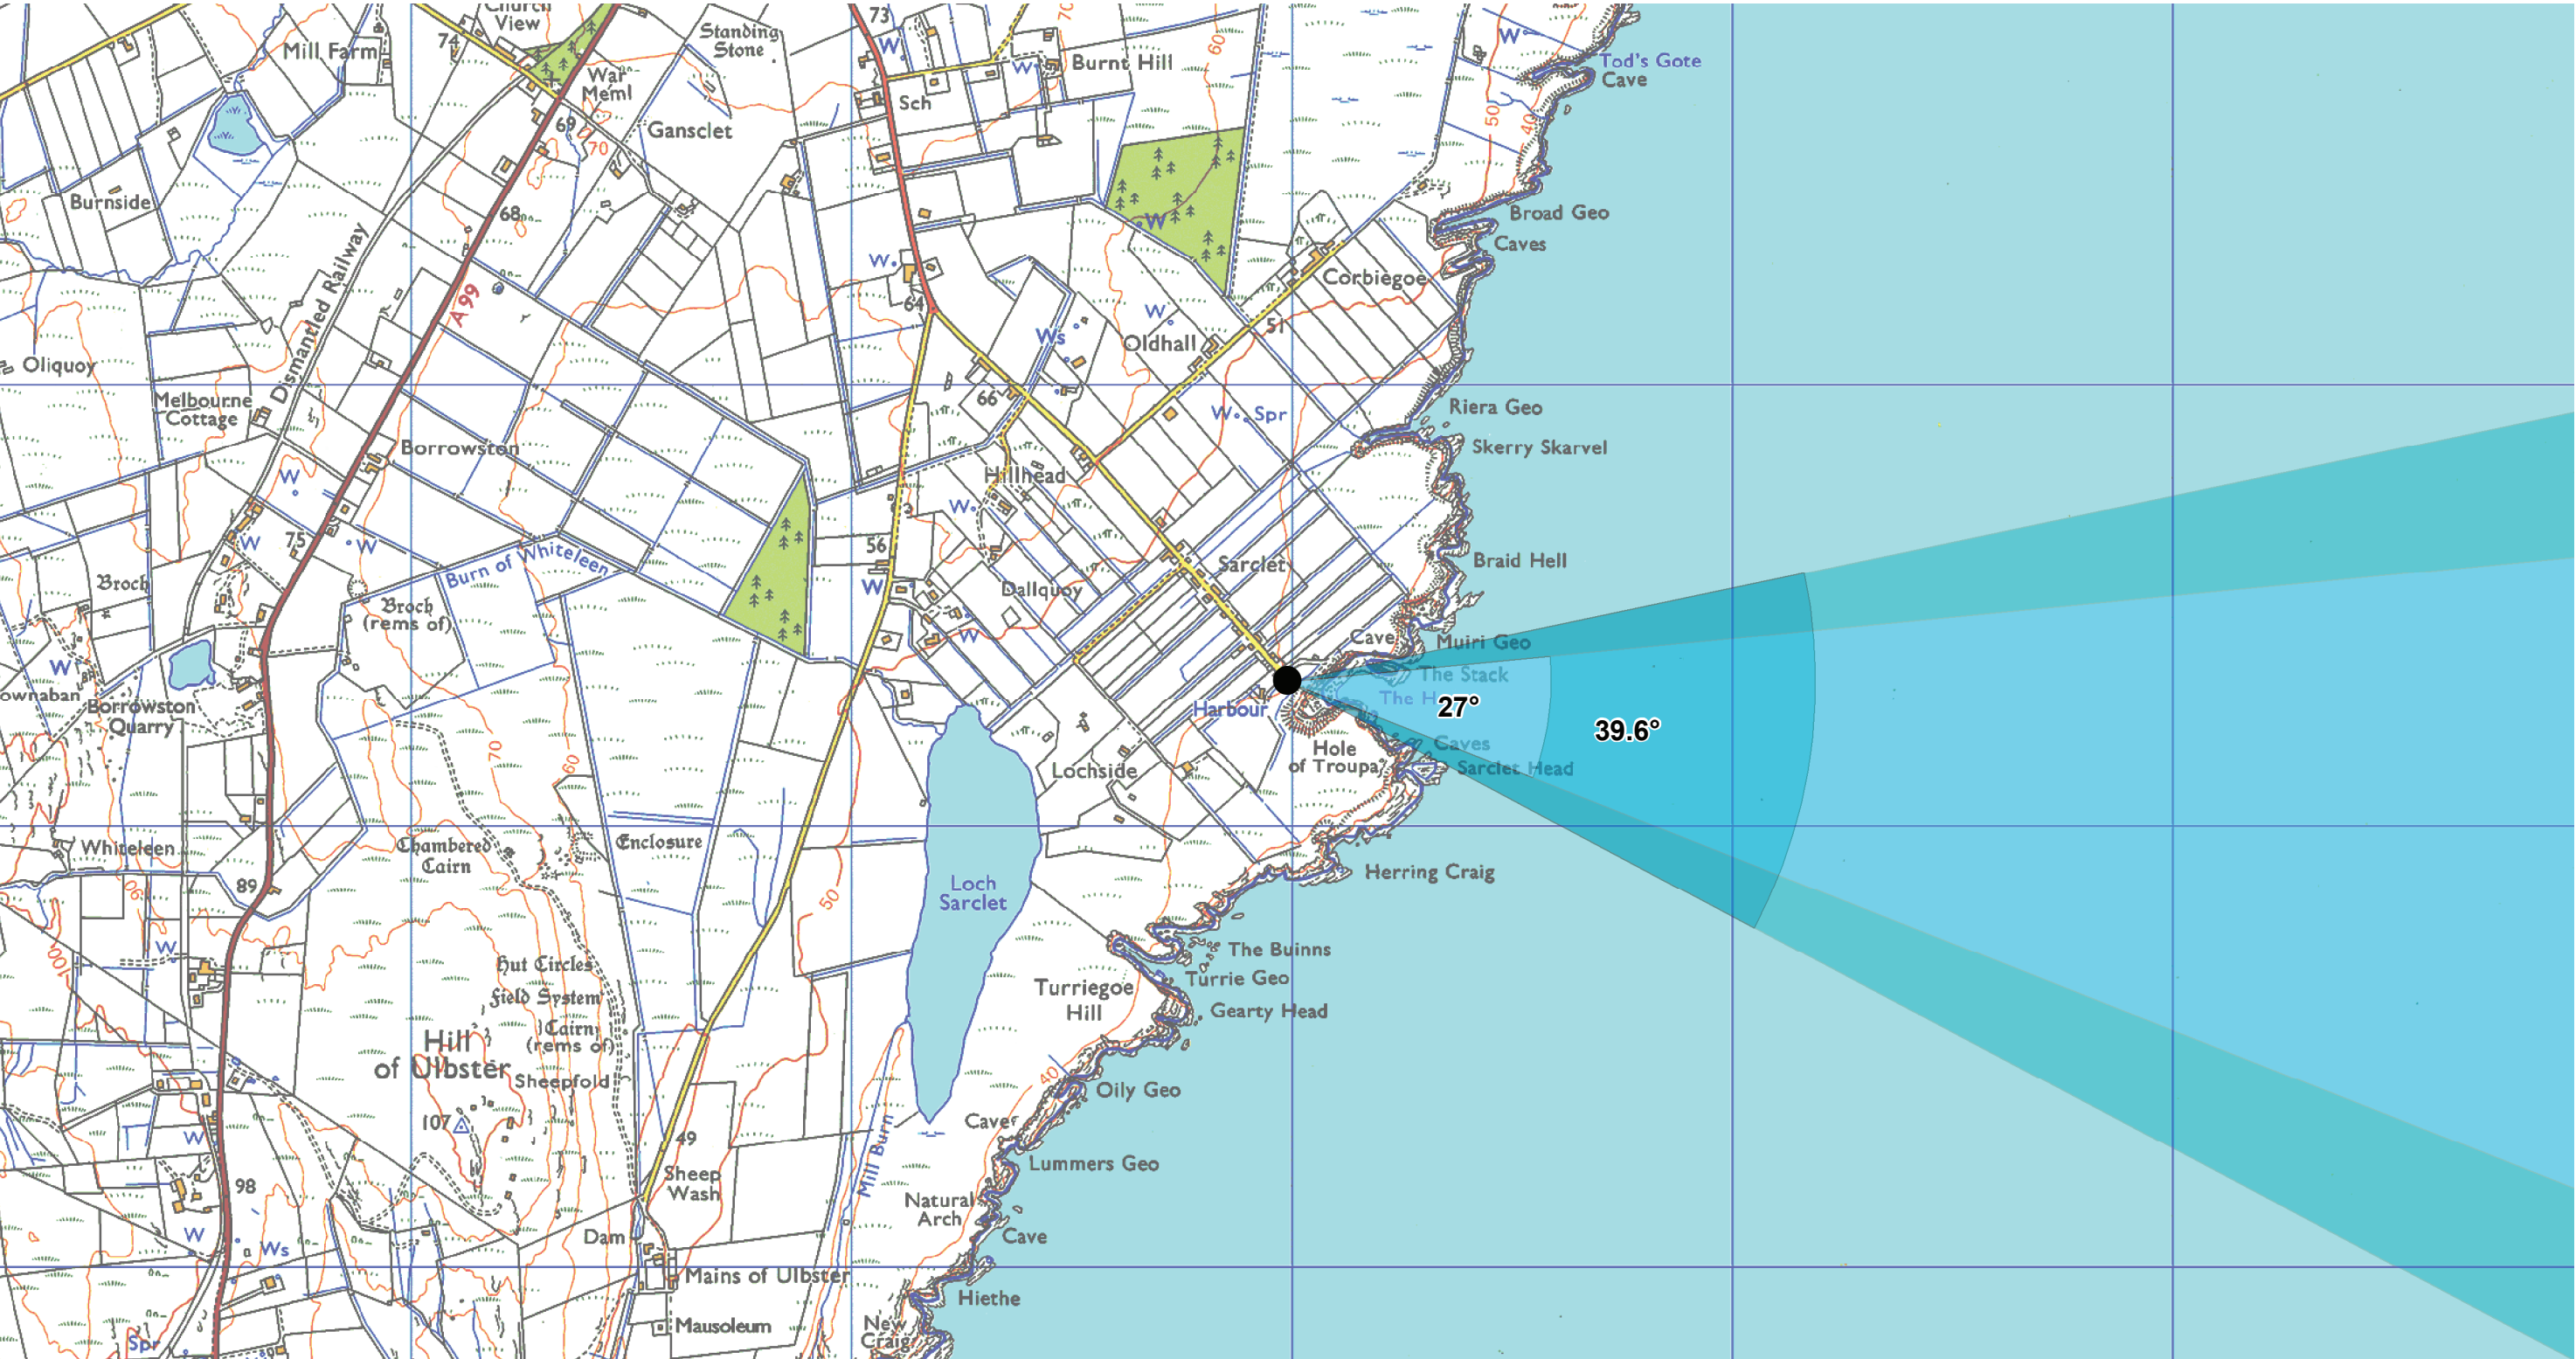 Church
View
74
Mill Farm
War
Meml
69
70
Gansclet
Standing
Stone
73
W
Sch
70
W
Burnt Hill
60
W
Tod's Gote
Cave
50
40
Burnside
68
W
Broad Geo
Caves
Dismantled Railway
A 99
W
64
Corbiegoe
Oliquoy
W
Ws
Oldhall
51
Melbourne
Cottage
66
W
Spr
Riera Geo
Skerry Skarvel
Borrowston
W
Hillhead
W
75
W
W
56
Burn of Whiteleen
Sarclet
Braid Hell
Broch
Broch
(rems of)
W
Dallquoy
W
Cave
Muiri Geo
W
The Stack
ownaban
Borrowston
Quarry
Harbour
The H
27°
39.6°
70
60
Hole
of Troupa
Caves
Sarclet Head
Lochside
Whiteleen
Chambered
Cairn
Enclosure
Herring Craig
89
90
50
Loch
Sarclet
W
100
Hut Circles
Field System
The Buinns
Turrie Geo
Turriegoe
Hill
Gearty Head
Cairn
(rems of)
Hill
of Ulbster
Sheepfold
40
Oily Geo
107
Cave
W
49
Mill Burn
Lummers Geo
98
Sheep
Wash
Natural
Arch
W
Ws
Dam
Cave
Mains of Ulbster
Hiethe
Spr
Mausoleum
New
Craig